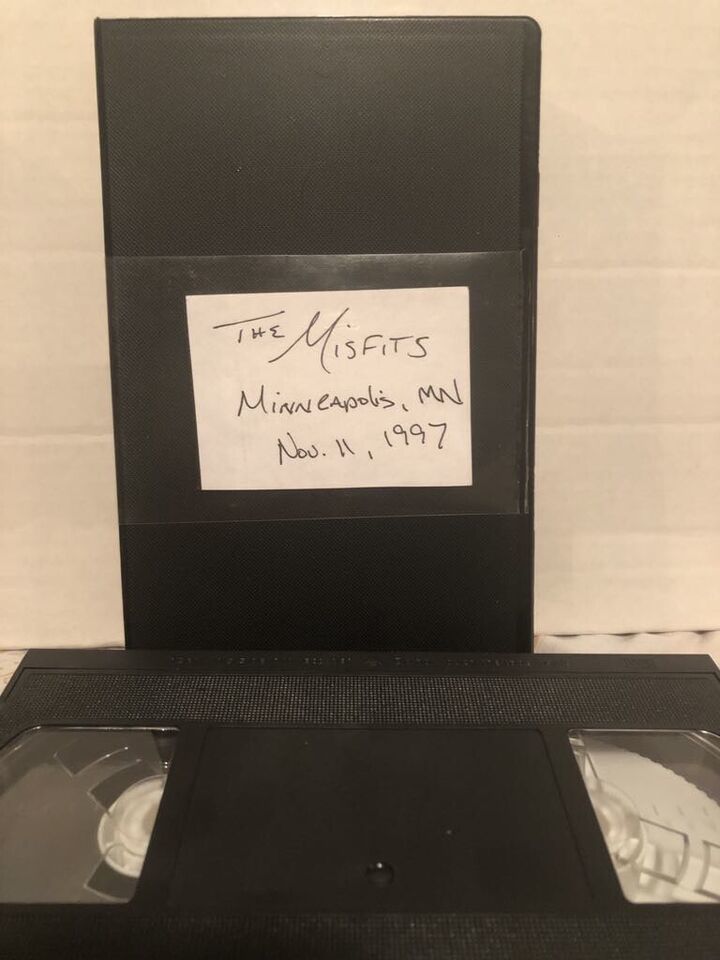 THE MISFITS
MINNEAPOLIS, MN
NOV. 11, 1997